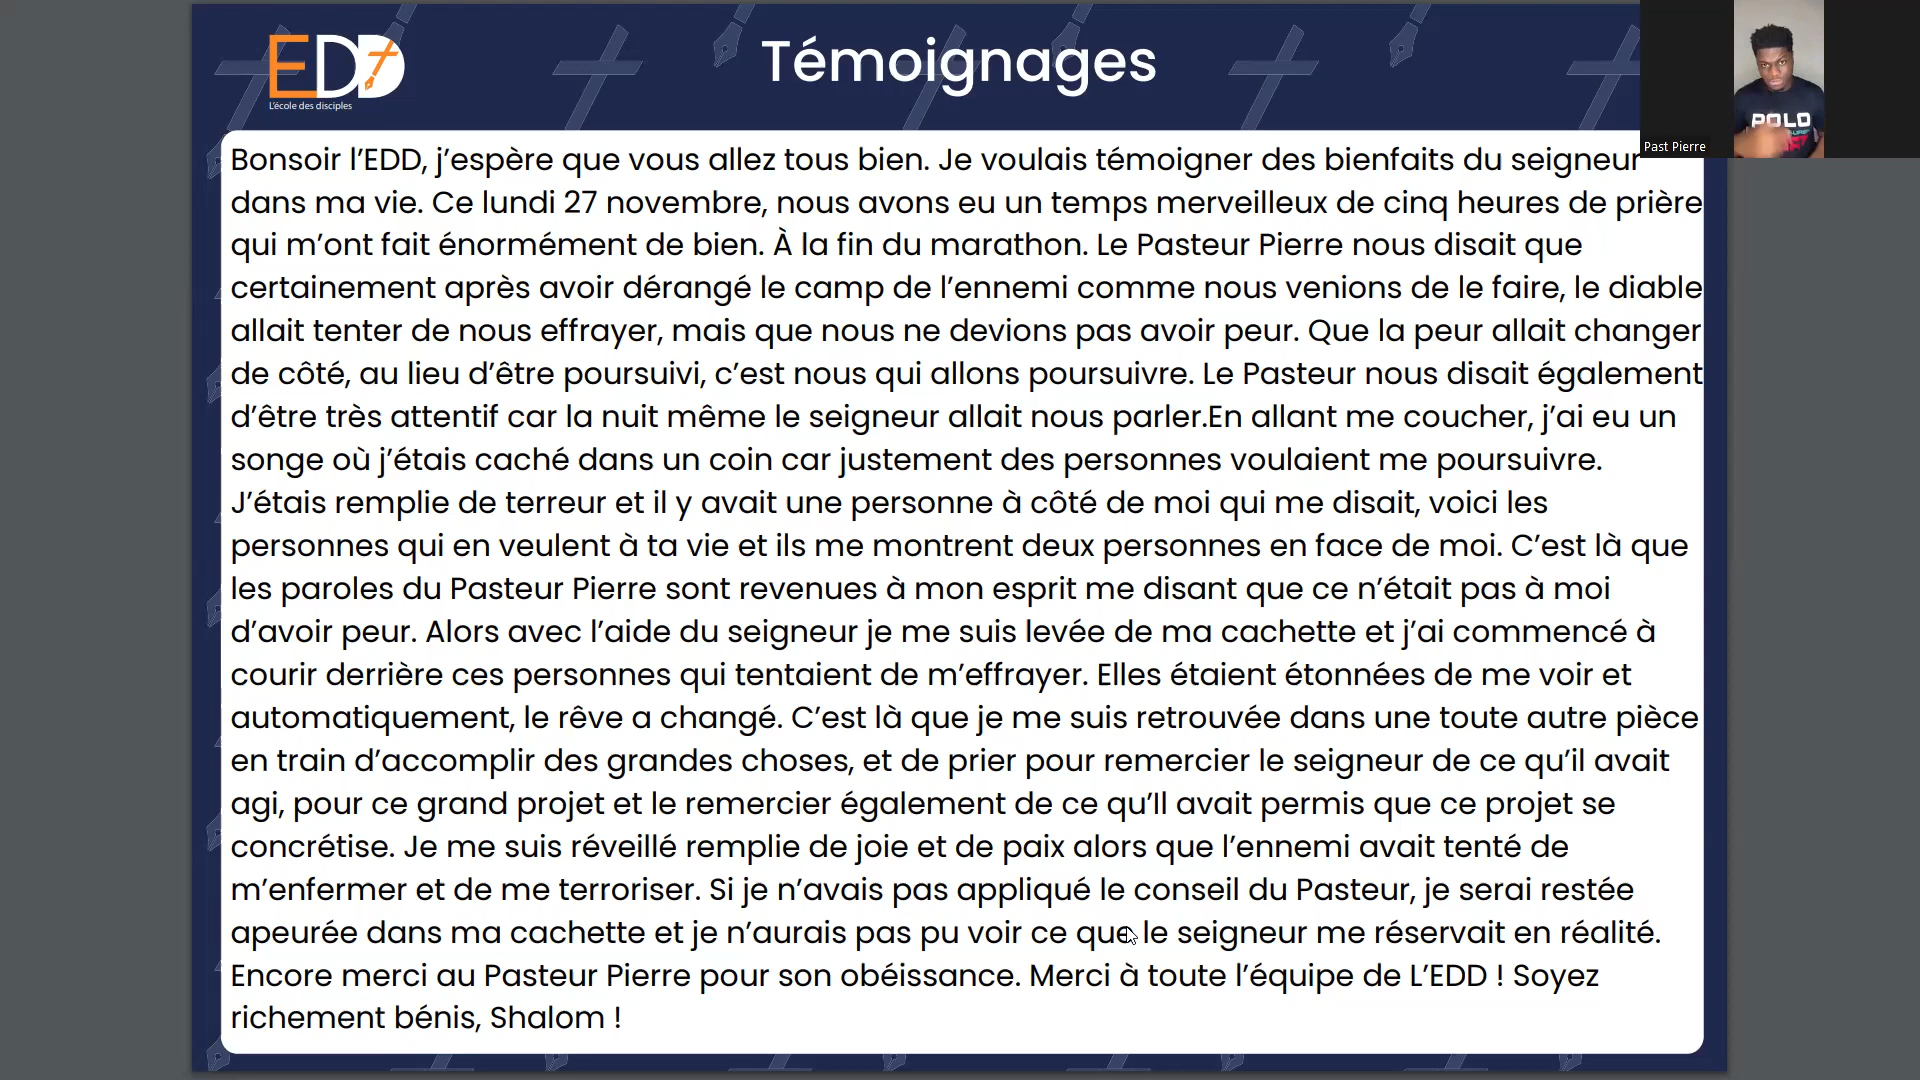 EDD
L'école des disciples
Témoignages
POLO
Past Pierre
Bonsoir l’EDD, j’espère que vous allez tous bien. Je voulais témoigner des bienfaits du seigneur
dans ma vie. Ce lundi 27 novembre, nous avons eu un temps merveilleux de cinq heures de prière
qui m’ont fait énormément de bien. À la fin du marathon. Le Pasteur Pierre nous disait que
certainement après avoir dérangé le camp de l’ennemi comme nous venions de le faire, le diable
allait tenter de nous effrayer, mais que nous ne devions pas avoir peur. Que la peur allait changer
de côté, au lieu d’être poursuivi, c’est nous qui allons poursuivre. Le Pasteur nous disait également
d’être très attentif car la nuit même le seigneur allait nous parler.En allant me coucher, j’ai eu un
songe où j’étais caché dans un coin car justement des personnes voulaient me poursuivre.
J’étais remplie de terreur et il y avait une personne à côté de moi qui me disait, voici les
personnes qui en veulent à ta vie et ils me montrent deux personnes en face de moi. C’est là que
les paroles du Pasteur Pierre sont revenues à mon esprit me disant que ce n’était pas à moi
d’avoir peur. Alors avec l’aide du seigneur je me suis levée de ma cachette et j’ai commencé à
courir derrière ces personnes qui tentaient de m’effrayer. Elles étaient étonnées de me voir et
automatiquement, le rêve a changé. C’est là que je me suis retrouvée dans une toute autre pièce
en train d’accomplir des grandes choses, et de prier pour remercier le seigneur de ce qu’il avait
agi, pour ce grand projet et le remercier également de ce qu’Il avait permis que ce projet se
concrétise. Je me suis réveillé remplie de joie et de paix alors que l’ennemi avait tenté de
m’enfermer et de me terroriser. Si je n’avais pas appliqué le conseil du Pasteur, je serai restée
apeurée dans ma cachette et je n’aurais pas pu voir ce que le seigneur me réservait en réalité.
Encore merci au Pasteur Pierre pour son obéissance. Merci à toute l’équipe de L’EDD ! Soyez
richement bénis, Shalom !